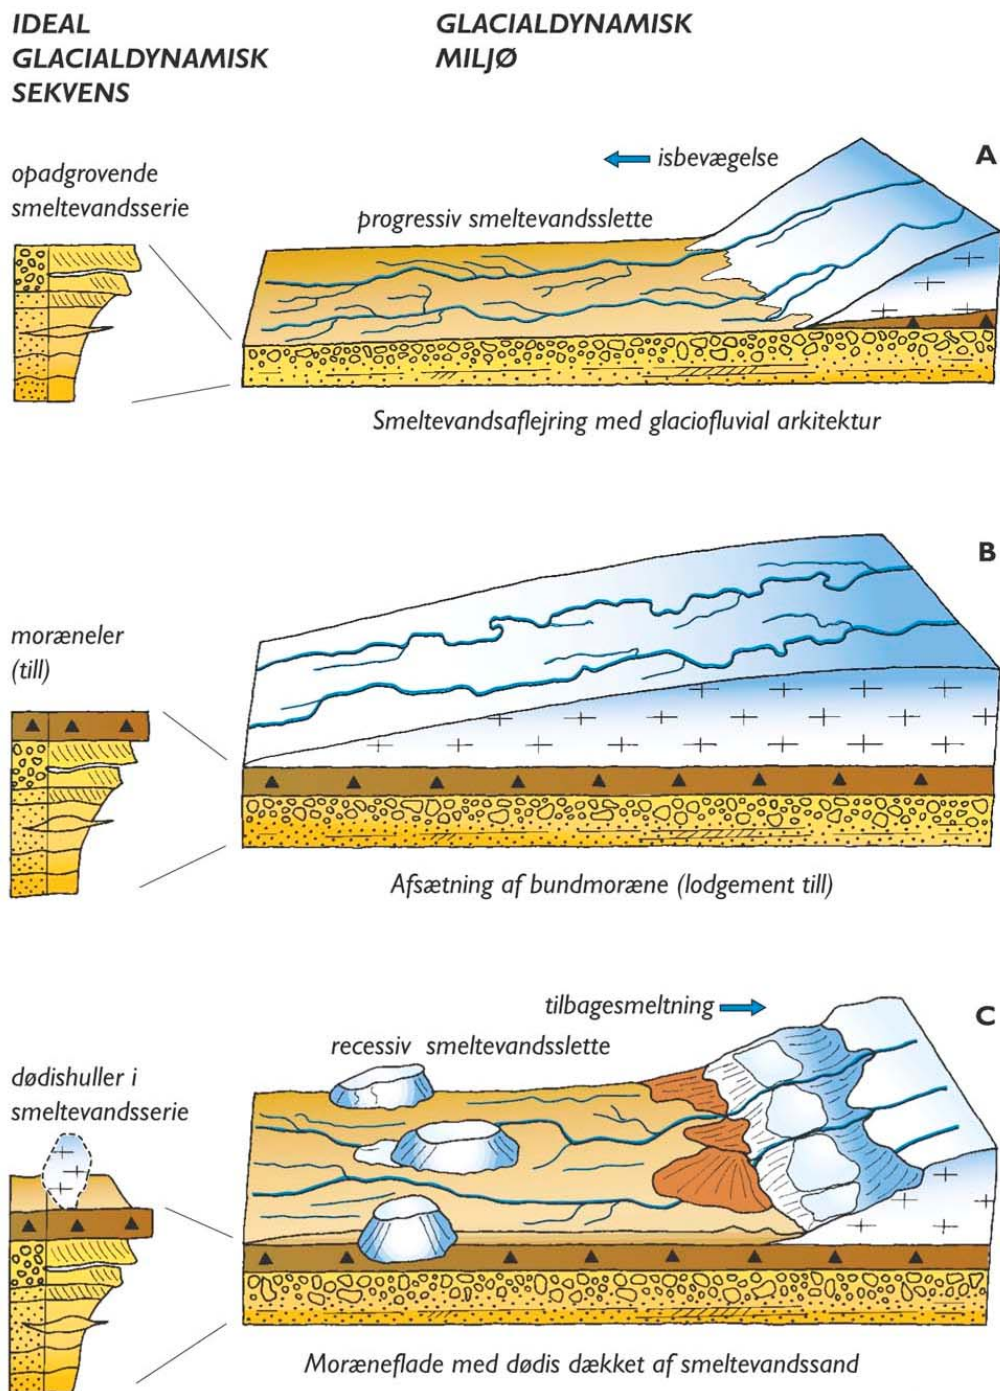 IDEAL
GLACIALDYNAMISK
SEKVENS
GLACIALDYNAMISK
MILJØ
A
isbevægelse
opadgrovende
smeltevandsserie
progressiv smeltevandsslette
Smeltevandsaflejring med glaciofluvial arkitektur
B
moræneler
(till)
Afsætning af bundmoræne (lodgement till)
C
tilbagesmeltning
recessiv smeltevandsslette
dødishuller i
smeltevandsserie
Moræneflade med dødis dækket af smeltevandssand